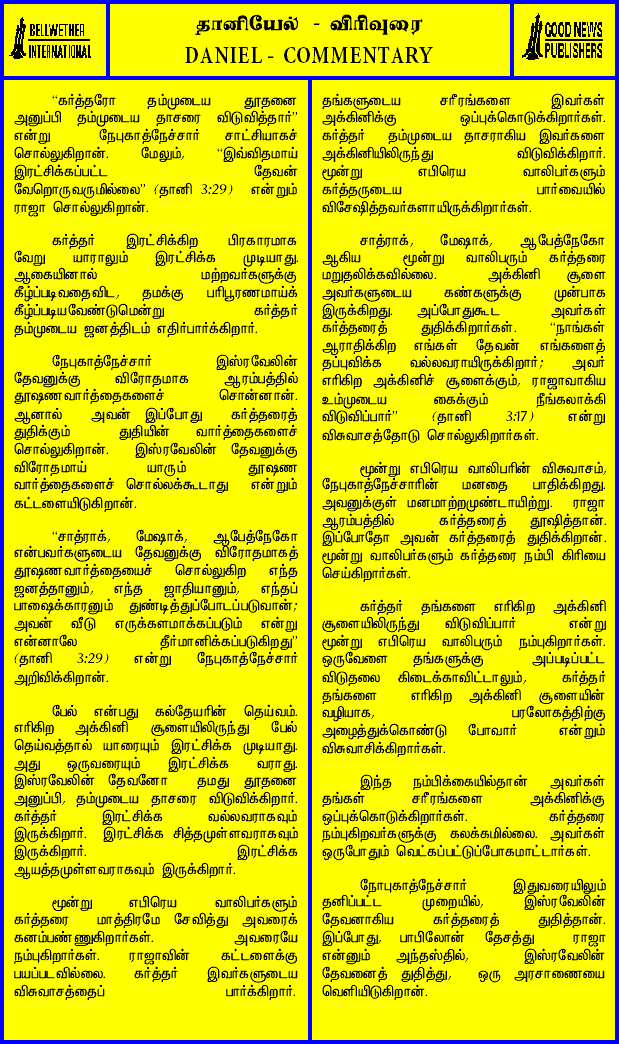 BELLWETHER
INTERNATIONAL
தானியேல் - விரிவுரை
DANIEL - COMMENTARY
GOOD NEWS
PUBLISHERS
“கர்த்தரோ தம்முடைய தூதனை
அனுப்பி தம்முடைய தாசரை விடுவித்தார்”
என்று நேபுகாத்நேச்சார் சாட்சியாகச்
சொல்லுகிறான். மேலும், “இவ்விதமாய்
இரட்சிக்கப்பட்ட தேவன்
வேறொருவருமில்லை” (தானி 3:29) என்றும்
ராஜா சொல்லுகிறான்.
கர்த்தர் இரட்சிக்கிற பிரகாரமாக
வேறு யாராலும் இரட்சிக்க முடியாது.
ஆகையினால் மற்றவர்களுக்கு
கீழ்ப்படிவதைவிட, தமக்கு பரிபூரணமாய்க்
கீழ்ப்படியவேண்டுமென்று கர்த்தர்
தம்முடைய ஜனத்திடம் எதிர்பார்க்கிறார்.
நேபுகாத்நேச்சார் இஸ்ரவேலின்
தேவனுக்கு விரோதமாக ஆரம்பத்தில்
தூஷணவார்த்தைகளைச் சொன்னான்.
ஆனால் அவன் இப்போது கர்த்தரைத்
துதிக்கும் துதியின் வார்த்தைகளைச்
சொல்லுகிறான். இஸ்ரவேலின் தேவனுக்கு
விரோதமாய் யாரும் தூஷண
வார்த்தைகளைச் சொல்லக்கூடாது என்றும்
கட்டளையிடுகிறான்.
“சாத்ராக், மேஷாக், ஆபேத்நேகோ
என்பவர்களுடைய தேவனுக்கு விரோதமாகத்
தூஷணவார்த்தையைச் சொல்லுகிற எந்த
ஜனத்தானும், எந்த ஜாதியானும், எந்தப்
பாஷைக்காரனும் துண்டித்துப்போடப்படுவான்;
அவன் வீடு எருக்களமாக்கப்படும் என்று
என்னாலே தீர்மானிக்கப்படுகிறது”
(தானி 3:29) என்று நேபுகாத்நேச்சார்
அறிவிக்கிறான்.
பேல் என்பது கல்தேயரின் தெய்வம்.
எரிகிற அக்கினி சூளையிலிருந்து பேல்
தெய்வத்தால் யாரையும் இரட்சிக்க முடியாது.
அது ஒருவரையும் இரட்சிக்க வராது.
இஸ்ரவேலின் தேவனோ தமது தூதனை
அனுப்பி, தம்முடைய தாசரை விடுவிக்கிறார்.
கர்த்தர் இரட்சிக்க வல்லவராகவும்
இருக்கிறார். இரட்சிக்க சித்தமுள்ளவராகவும்
இருக்கிறார். இரட்சிக்க
ஆயத்தமுள்ளவராகவும் இருக்கிறார்.
மூன்று எபிரெய வாலிபர்களும்
கர்த்தரை மாத்திரமே சேவித்து அவரைக்
கனம்பண்ணுகிறார்கள். அவரையே
நம்புகிறார்கள். ராஜாவின் கட்டளைக்கு
பயப்படவில்லை. கர்த்தர் இவர்களுடைய
விசுவாசத்தைப் பார்க்கிறார்.
தங்களுடைய சரீரங்களை இவர்கள்
அக்கினிக்கு ஒப்புக்கொடுக்கிறார்கள்.
கர்த்தர் தம்முடைய தாசராகிய இவர்களை
அக்கினியிலிருந்து விடுவிக்கிறார்.
மூன்று எபிரெய வாலிபர்களும்
கர்த்தருடைய பார்வையில்
விசேஷித்தவர்களாயிருக்கிறார்கள்.
சாத்ராக், மேஷாக், ஆபேத்நேகோ
ஆகிய மூன்று வாலிபரும் கர்த்தரை
மறுதலிக்கவில்லை. அக்கினி சூளை
அவர்களுடைய கண்களுக்கு முன்பாக
இருக்கிறது. அப்போதுகூட அவர்கள்
கர்த்தரைத் துதிக்கிறார்கள். “நாங்கள்
ஆராதிக்கிற எங்கள் தேவன் எங்களைத்
தப்புவிக்க வல்லவராயிருக்கிறார்; அவர்
எரிகிற அக்கினிச் சூளைக்கும், ராஜாவாகிய
உம்முடைய கைக்கும் நீங்கலாக்கி
விடுவிப்பார்” (தானி 3:17) என்று
விசுவாசத்தோடு சொல்லுகிறார்கள்.
மூன்று எபிரெய வாலிபரின் விசுவாசம்,
நேபுகாத்நேச்சாரின் மனதை பாதிக்கிறது.
அவனுக்குள் மனமாற்றமுண்டாயிற்று. ராஜா
ஆரம்பத்தில் கர்த்தரைத் தூஷித்தான்.
இப்போதோ அவன் கர்த்தரைத் துதிக்கிறான்.
மூன்று வாலிபர்களும் கர்த்தரை நம்பி கிரியை
செய்கிறார்கள்.
கர்த்தர் தங்களை எரிகிற அக்கினி
சூளையிலிருந்து விடுவிப்பார் என்று
மூன்று எபிரெய வாலிபரும் நம்புகிறார்கள்.
ஒருவேளை தங்களுக்கு அப்படிப்பட்ட
விடுதலை கிடைக்காவிட்டாலும், கர்த்தர்
தங்களை எரிகிற அக்கினி சூளையின்
வழியாக, பரலோகத்திற்கு
அழைத்துக்கொண்டு போவார் என்றும்
விசுவாசிக்கிறார்கள்.
இந்த நம்பிக்கையில்தான் அவர்கள்
தங்கள் சரீரங்களை அக்கினிக்கு
ஒப்புக்கொடுக்கிறார்கள். கர்த்தரை
நம்புகிறவர்களுக்கு கலக்கமில்லை. அவர்கள்
ஒருபோதும் வெட்கப்பட்டுப்போகமாட்டார்கள்.
நோபுகாத்நேச்சார் இதுவரையிலும்
தனிப்பட்ட முறையில், இஸ்ரவேலின்
தேவனாகிய கர்த்தரைத் துதித்தான்.
இப்போது, பாபிலோன் தேசத்து ராஜா
என்னும் அந்தஸ்தில், இஸ்ரவேலின்
தேவனைத் துதித்து, ஒரு அரசாணையை
வெளியிடுகிறான்.